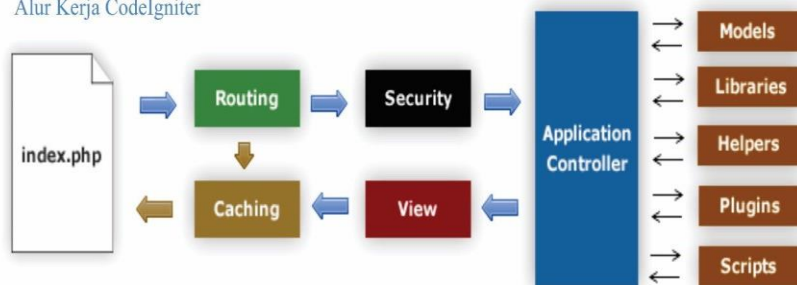 Alur Kerja CodeIgniter
index.php
Routing
Security
Caching
View
Application
Controller
Models
Libraries
Helpers
Plugins
Scripts